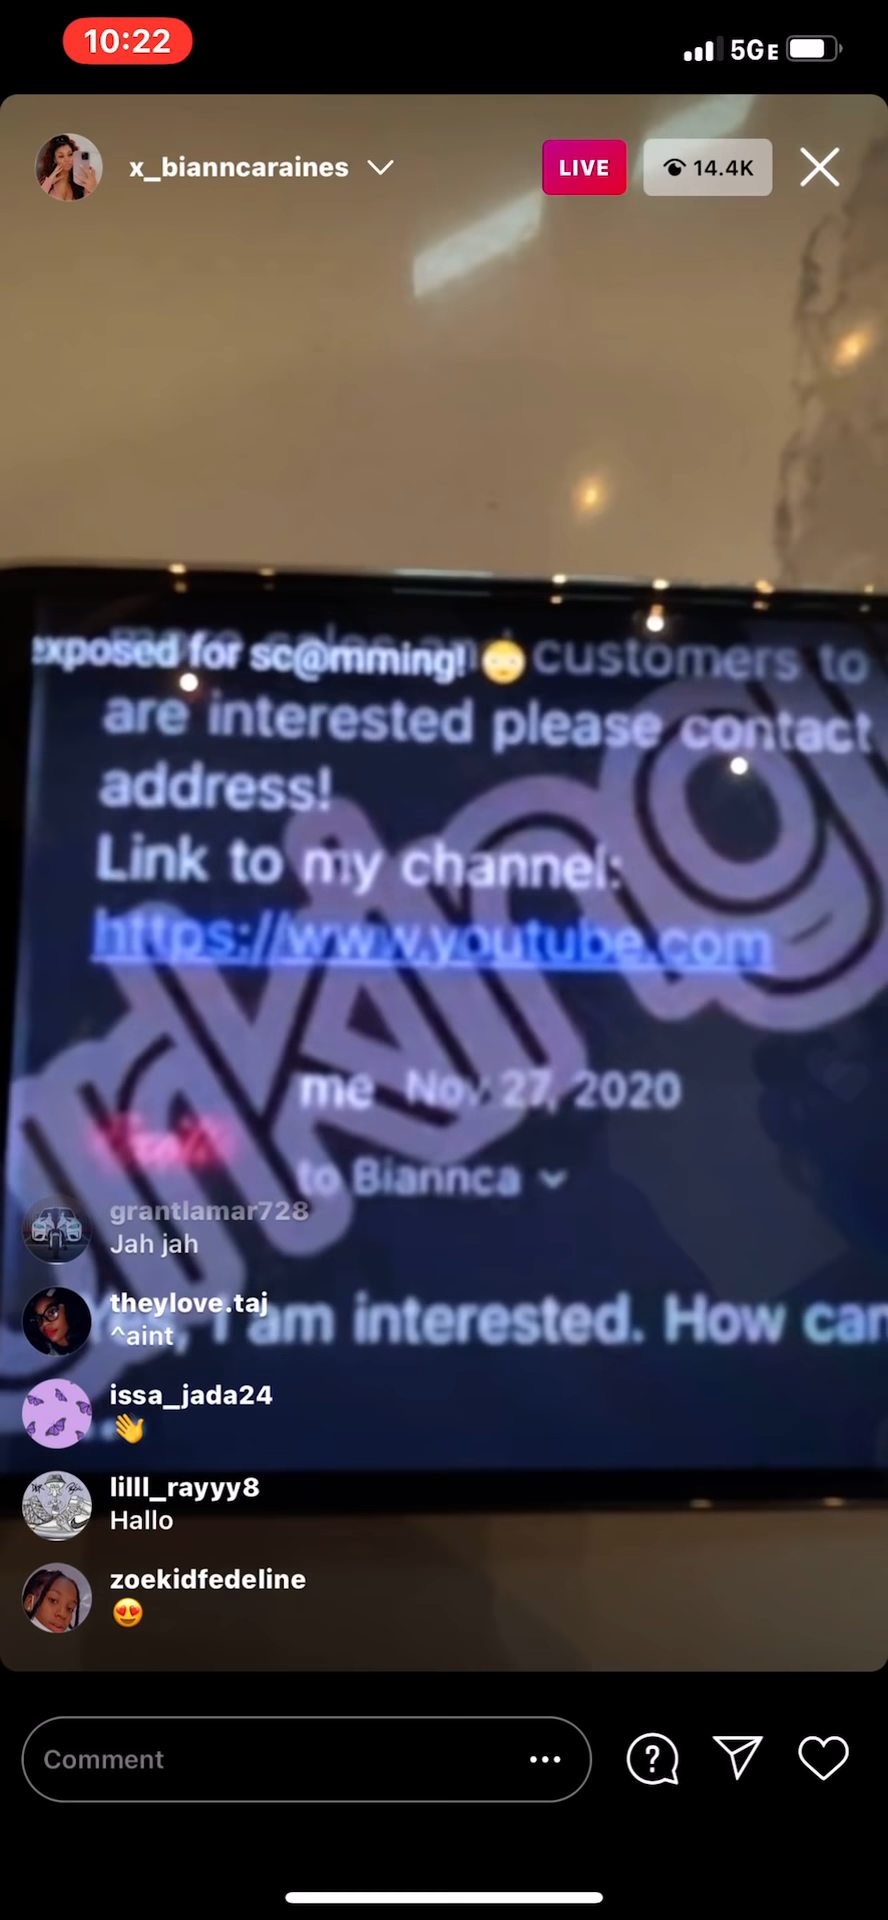 10:22
5GE
x_bianncaraines
LIVE
14.4K
exposed for sc@mming! 😳 customers to
are interested please contact
address!
Link to my channel:
https://www.youtube.com
me Nov 27, 2020
to Biannca
grantlamar728
Jah jah
theylove.taj
I am interested. How can
^aint
issa_jada24
👋
lilll_rayyy8
Hallo
zoekidfedeline
😍
Comment